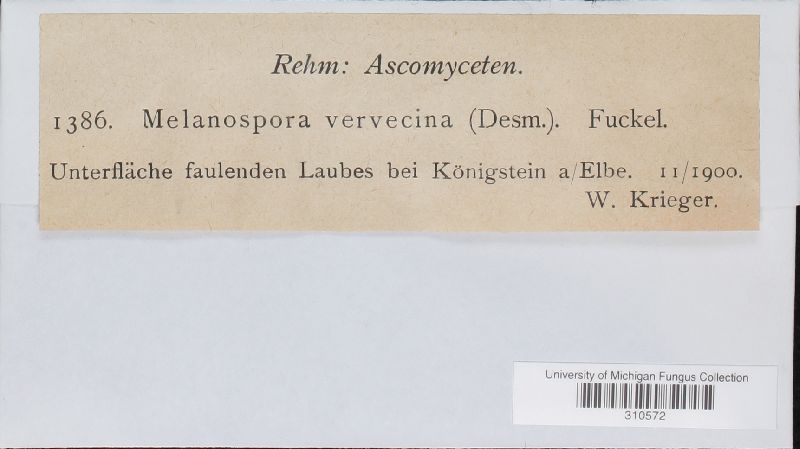 Rehm: Ascomyceten.
1386. Melanospora vervecina (Desm.). Fuckel.
Unterfläche faulenden Laubes bei Königstein a/Elbe. 11/1900.
W. Krieger.
University of Michigan Fungus Collection
310572